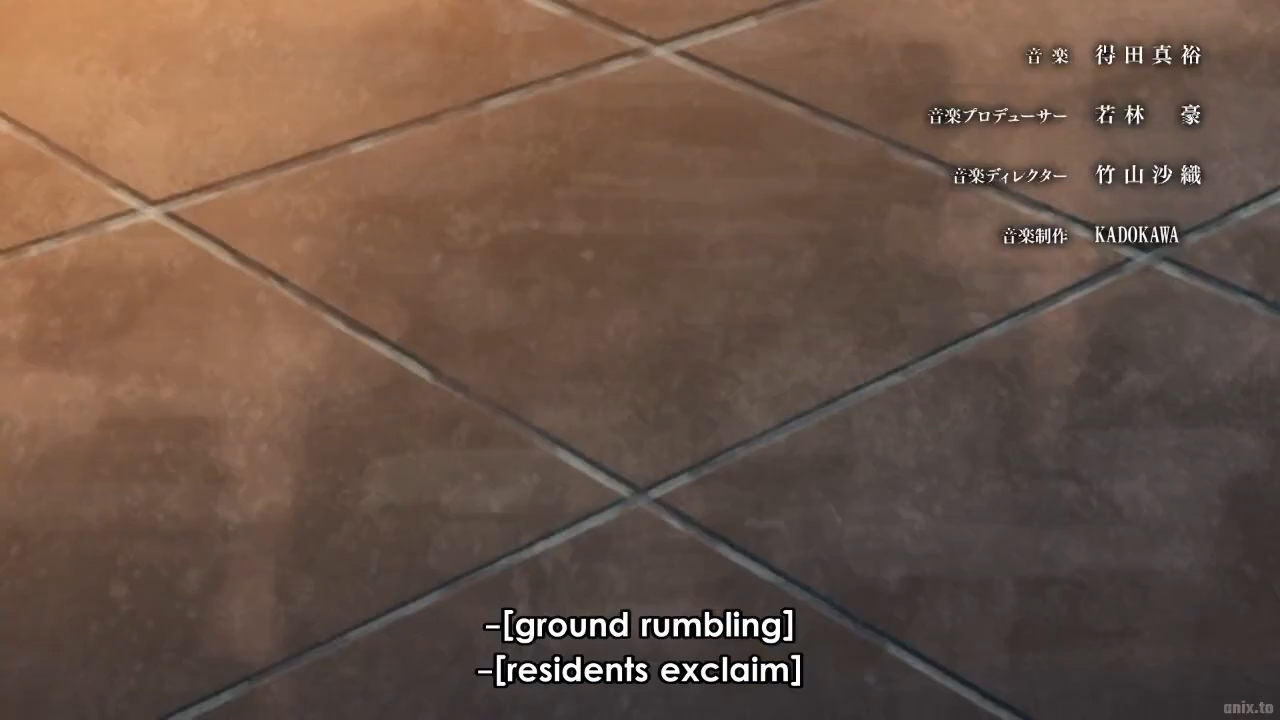 音楽 得田真裕
音楽プロデューサー 若林 豪
音楽ディレクター 竹山沙織
音楽制作 KADOKAWA
–[ground rumbling]
–[residents exclaim]
anix.to